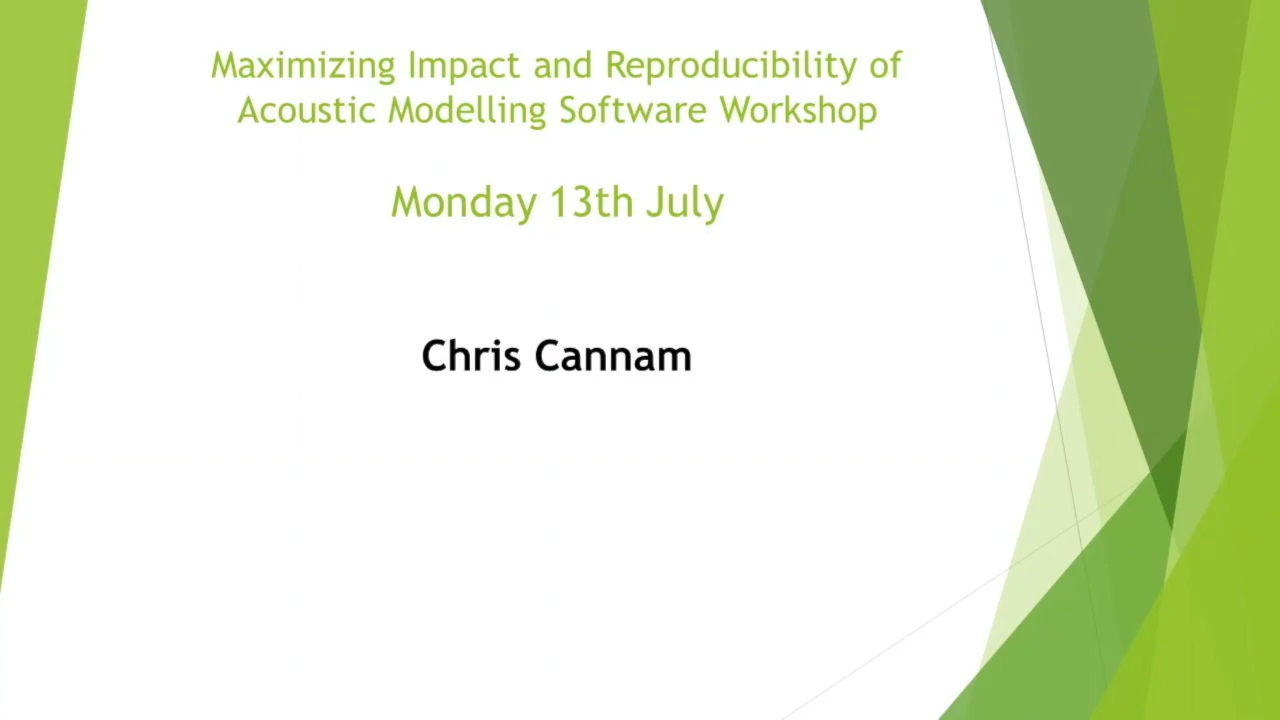 Maximizing Impact and Reproducibility of
Acoustic Modelling Software Workshop
Monday 13th July
Chris Cannam